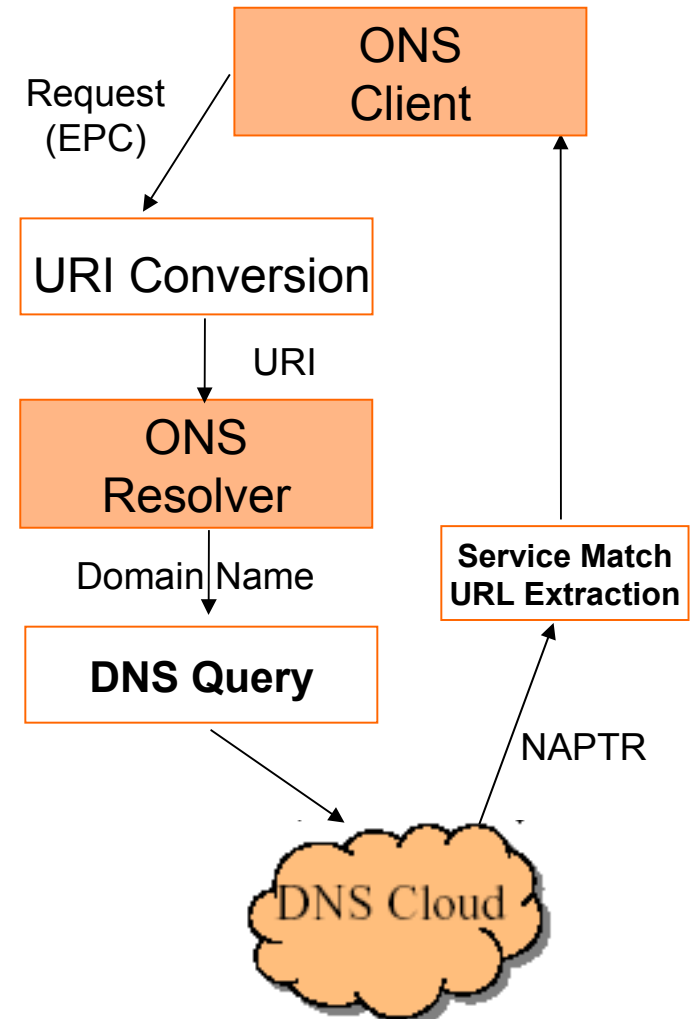 ONS
Client
Request
(EPC)
URI Conversion
URI
ONS
Resolver
Domain Name
DNS Query
DNS Cloud
NAPTR
Service Match
URL Extraction